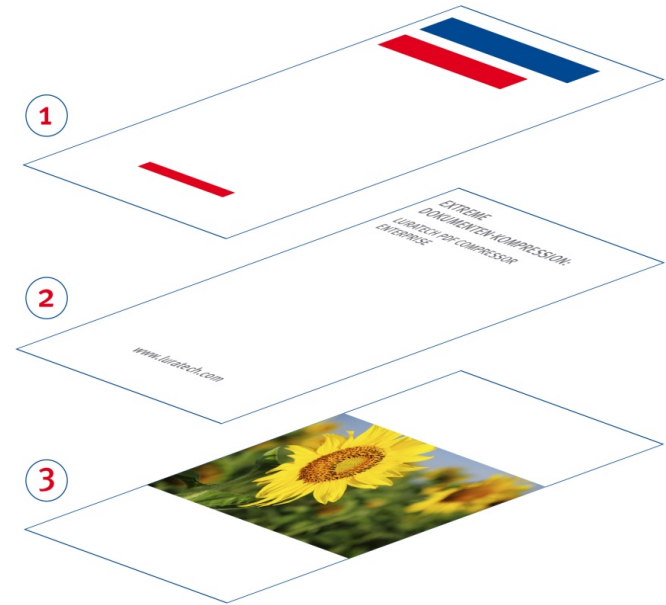 1
EXTREME
DOKUMENTEN-KOMPRESSION:
LURATECH PDF COMPRESSOR
ENTERPRISE
2
www.luratech.com
3